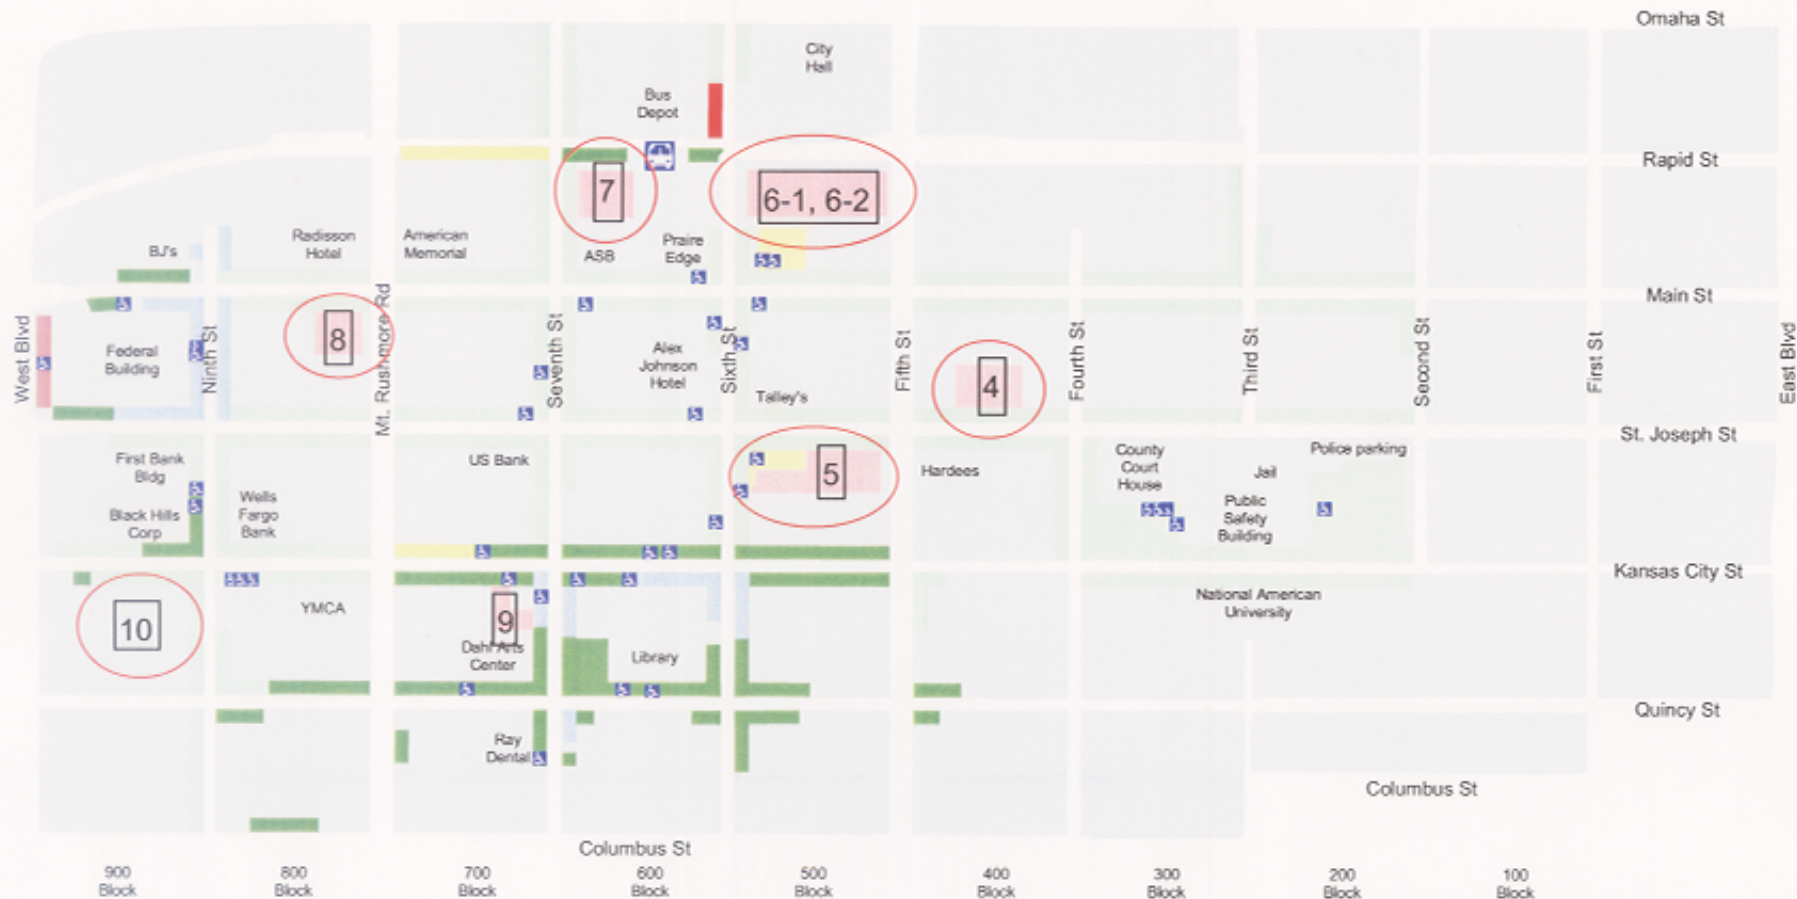 Omaha St
City
Hall
Bus
Depot
Rapid St
7
6-1, 6-2
BJ's
Radisson
Hotel
American
Memorial
ASB
Praire
Edge
Main St
West Blvd
Federal
Building
Ninth St
8
Mt. Rushmore Rd
Seventh St
Alex
Johnson
Hotel
Sixth St
Talley's
Fifth St
4
Fourth St
Third St
Second St
First St
East Blvd
St. Joseph St
First Bank
Bldg
Black Hills
Corp
Wells
Fargo
Bank
US Bank
5
Hardees
County
Court
House
Jail
Public
Safety
Building
Police parking
Kansas City St
10
YMCA
9
Dahl Arts
Center
Library
National American
University
Quincy St
Ray
Dental
Columbus St
Columbus St
900
Block
800
Block
700
Block
600
Block
500
Block
400
Block
300
Block
200
Block
100
Block